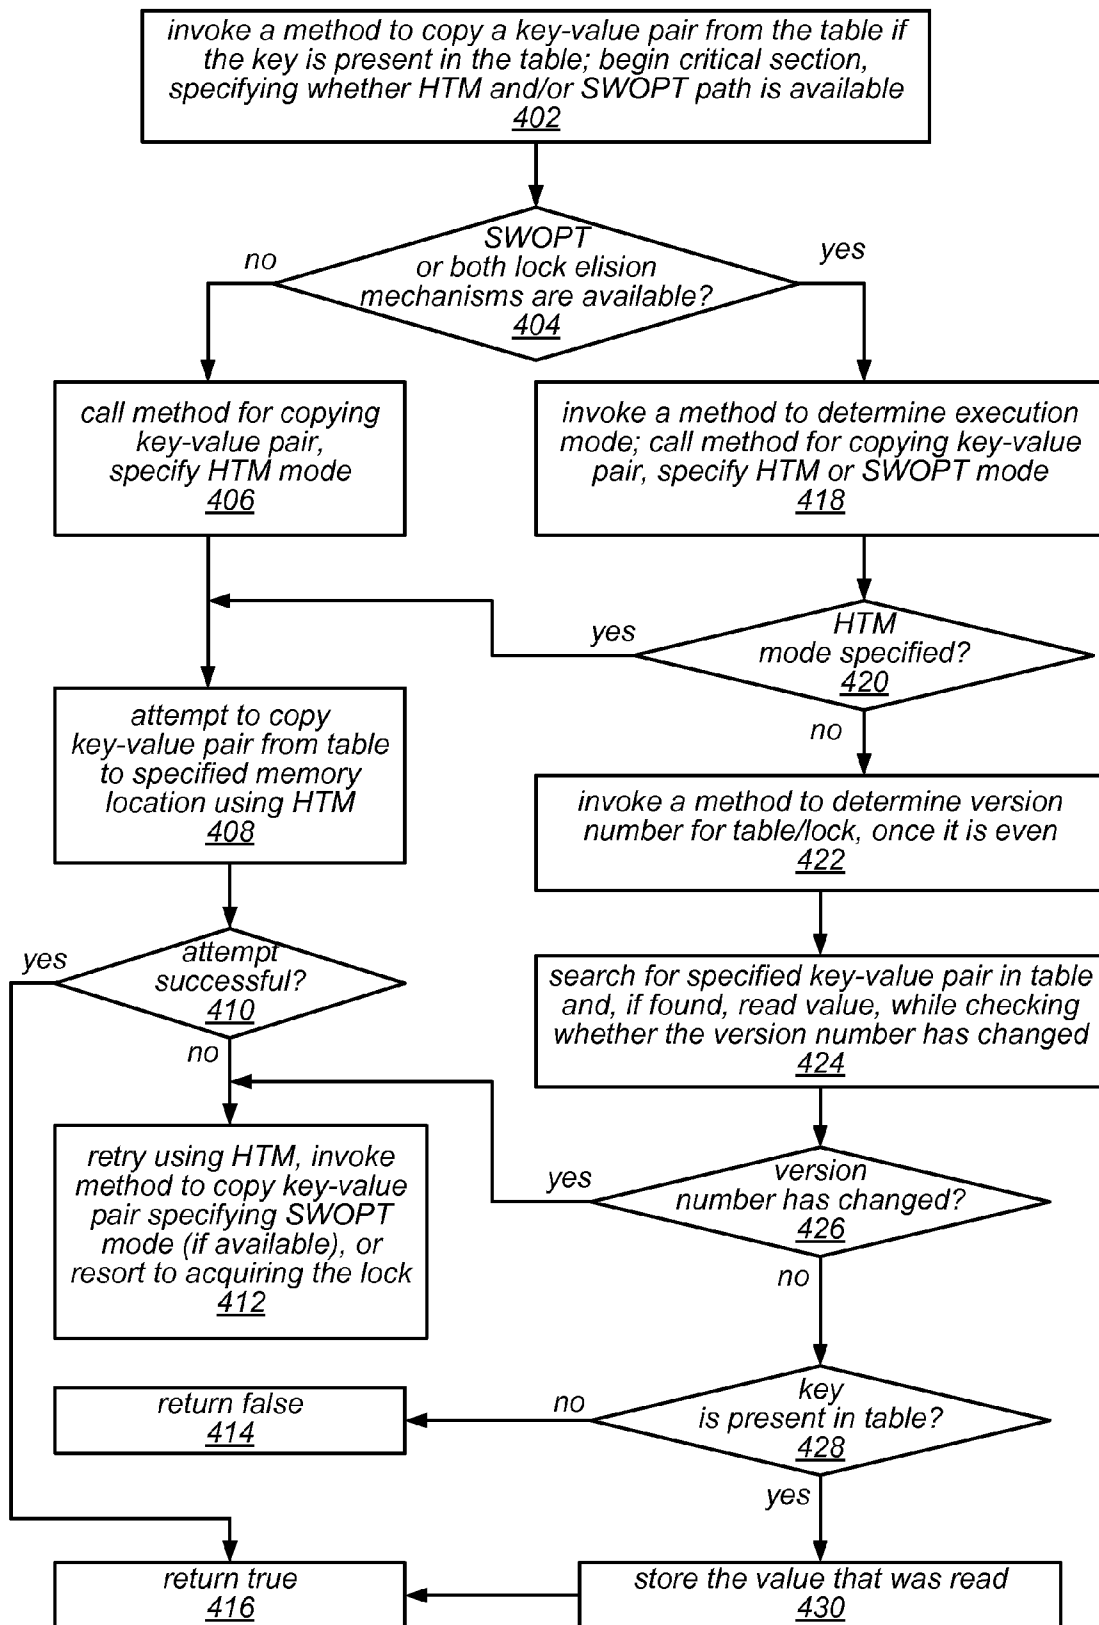 invoke a method to copy a key-value pair from the table if
the key is present in the table; begin critical section,
specifying whether HTM and/or SWOPT path is available
402
SWOPT
or both lock elision
mechanisms are available?
404
no
yes
call method for copying
key-value pair,
specify HTM mode
406
invoke a method to determine execution
mode; call method for copying key-value
pair, specify HTM or SWOPT mode
418
HTM
mode specified?
420
yes
no
attempt to copy
key-value pair from table
to specified memory
location using HTM
408
invoke a method to determine version
number for table/lock, once it is even
422
attempt
successful?
410
yes
no
search for specified key-value pair in table
and, if found, read value, while checking
whether the version number has changed
424
retry using HTM, invoke
method to copy key-value
pair specifying SWOPT
mode (if available), or
resort to acquiring the lock
412
version
number has changed?
426
yes
no
return false
414
key
is present in table?
428
no
yes
return true
416
store the value that was read
430